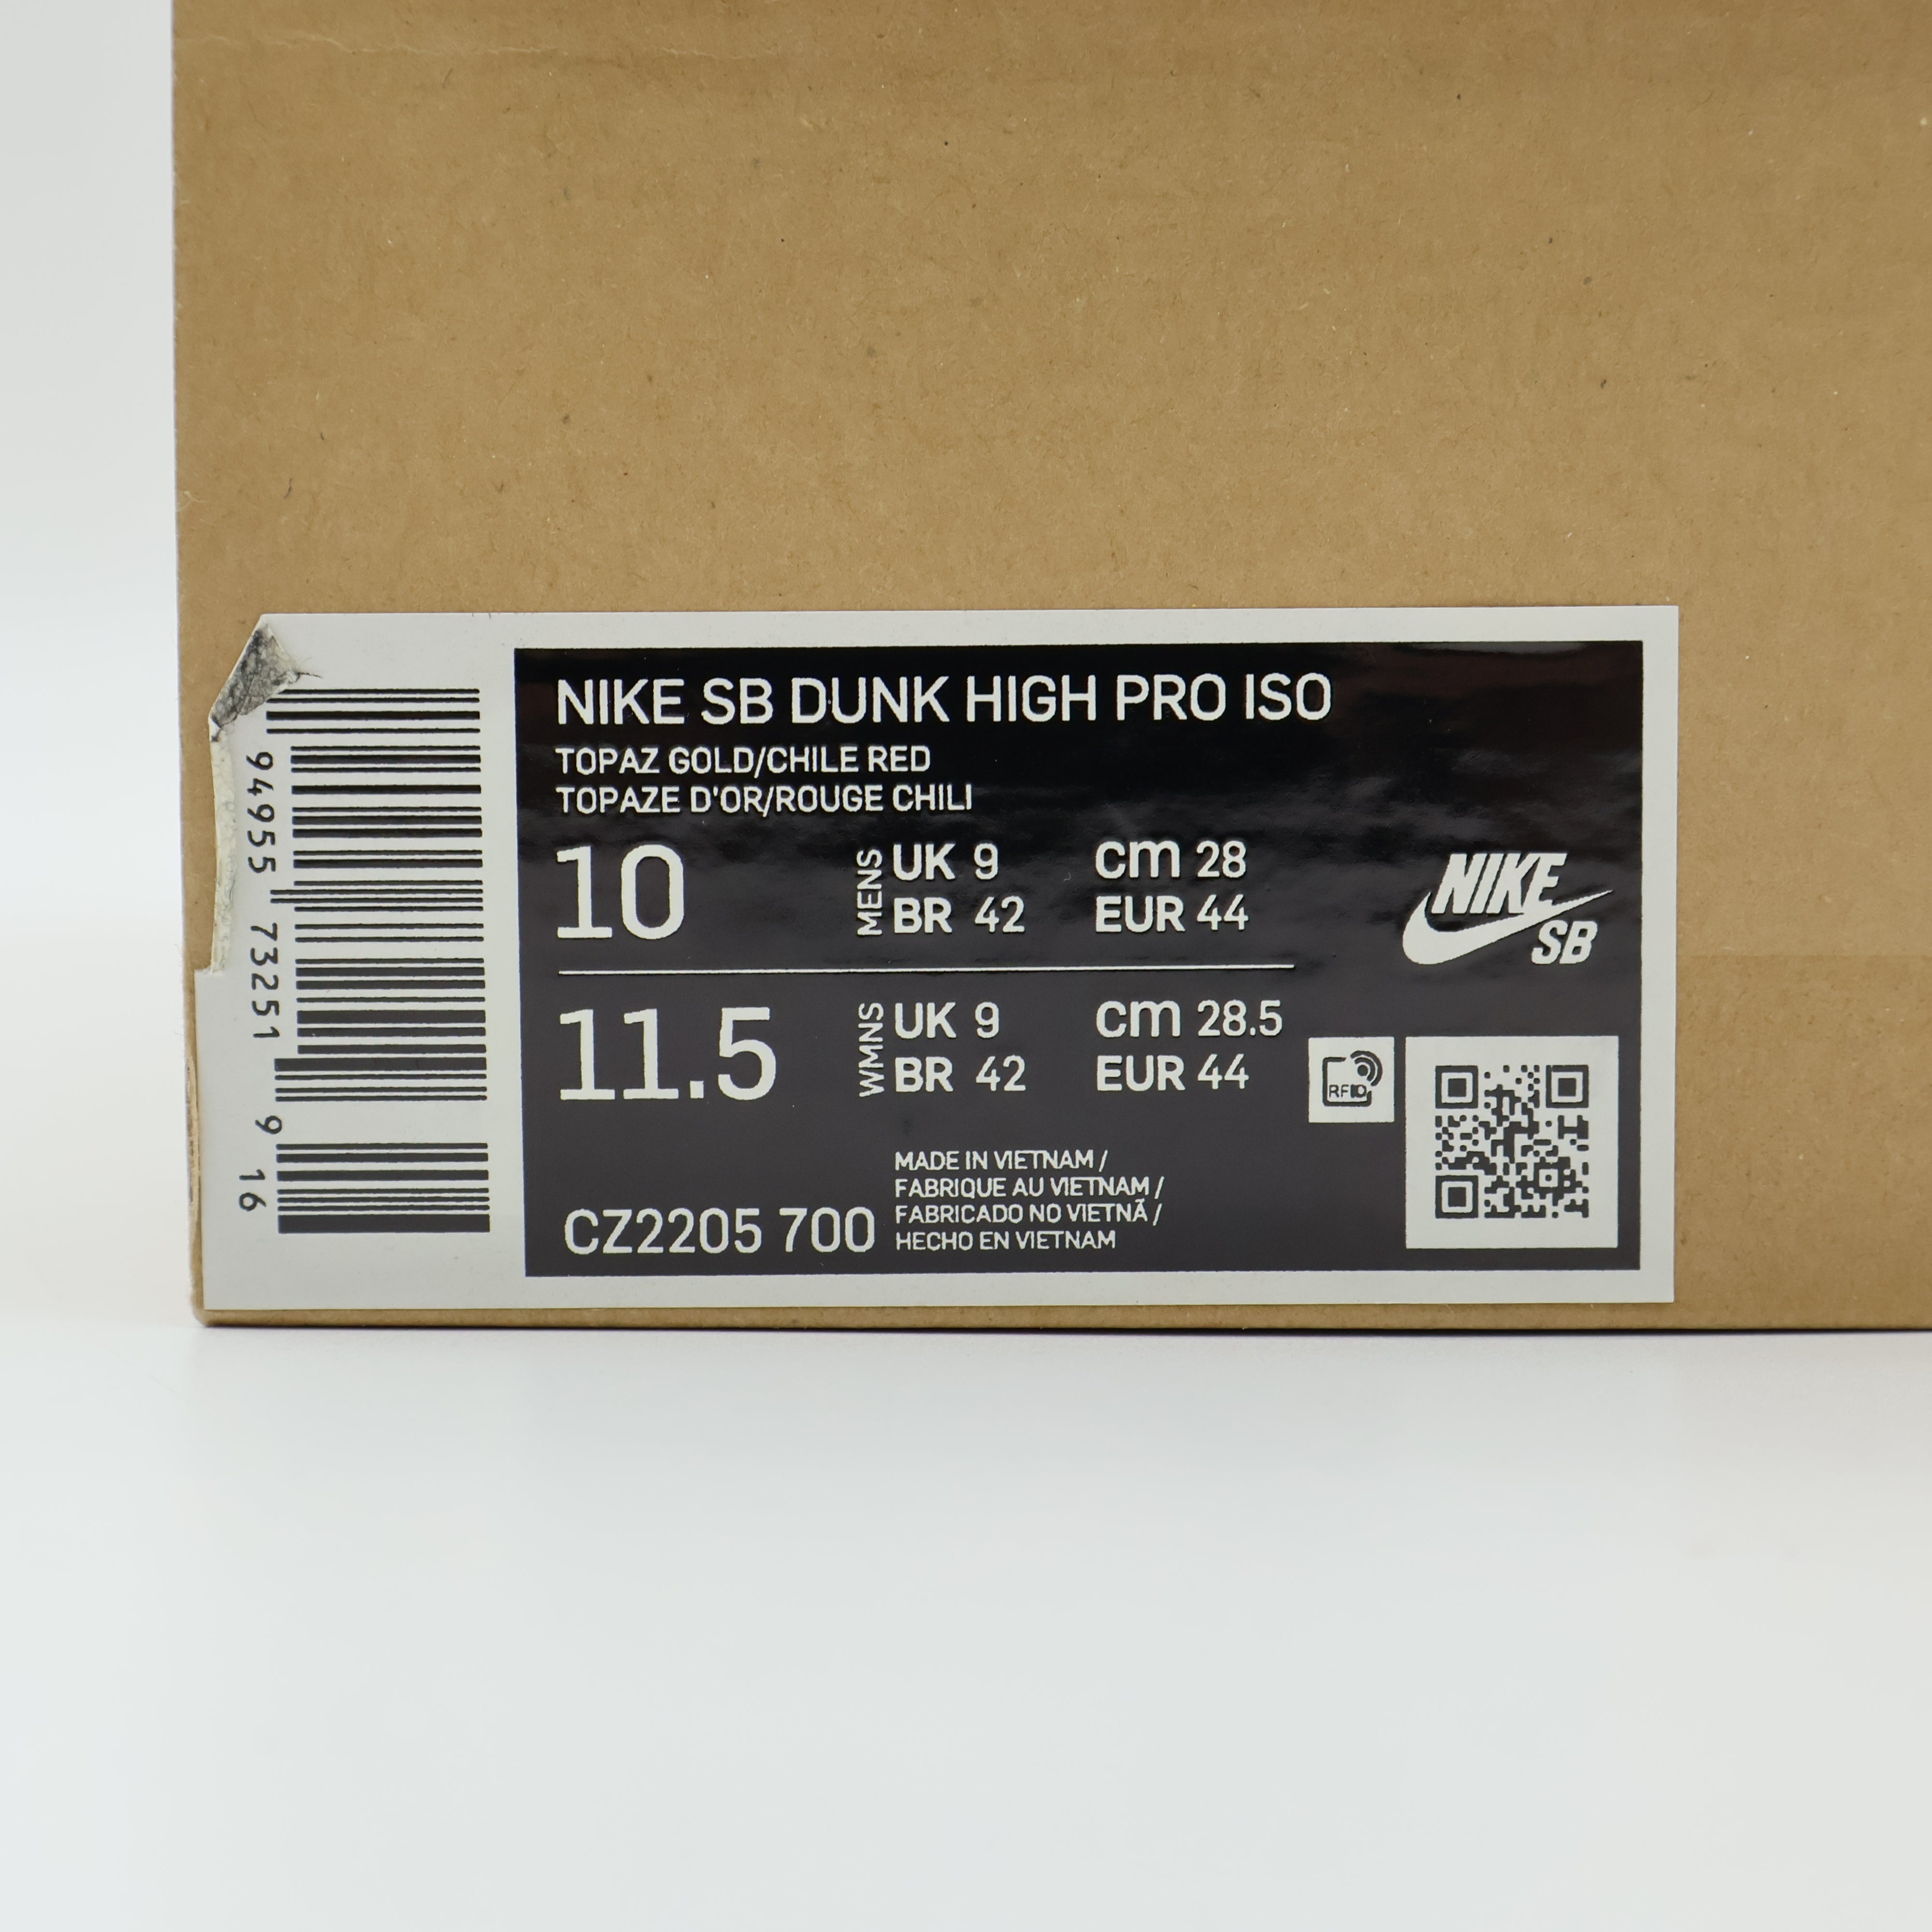 94955 73251 9
16
NIKE SB DUNK HIGH PRO ISO
TOPAZ GOLD/CHILE RED
TOPAZE D'OR/ROUGE CHILI
10 MENS UK 9 cm 28
BR 42 EUR 44
11.5 WMNS UK 9 cm 28.5
BR 42 EUR 44
NIKE
SB
RFID
MADE IN VIETNAM /
FABRIQUE AU VIETNAM /
FABRICADO NO VIETNÃ /
HECHO EN VIETNAM
CZ2205 700